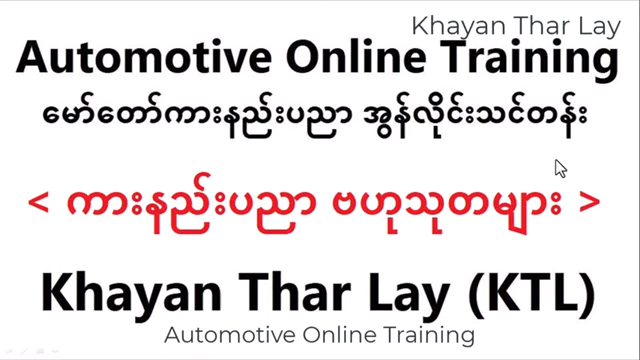 Khayan Thar Lay
Automotive Online Training
မော်တော်ကားနည်းပညာ အွန်လိုင်းသင်တန်း
< ကားနည်းပညာ ဗဟုသုတများ >
Khayan Thar Lay (KTL)
Automotive Online Training